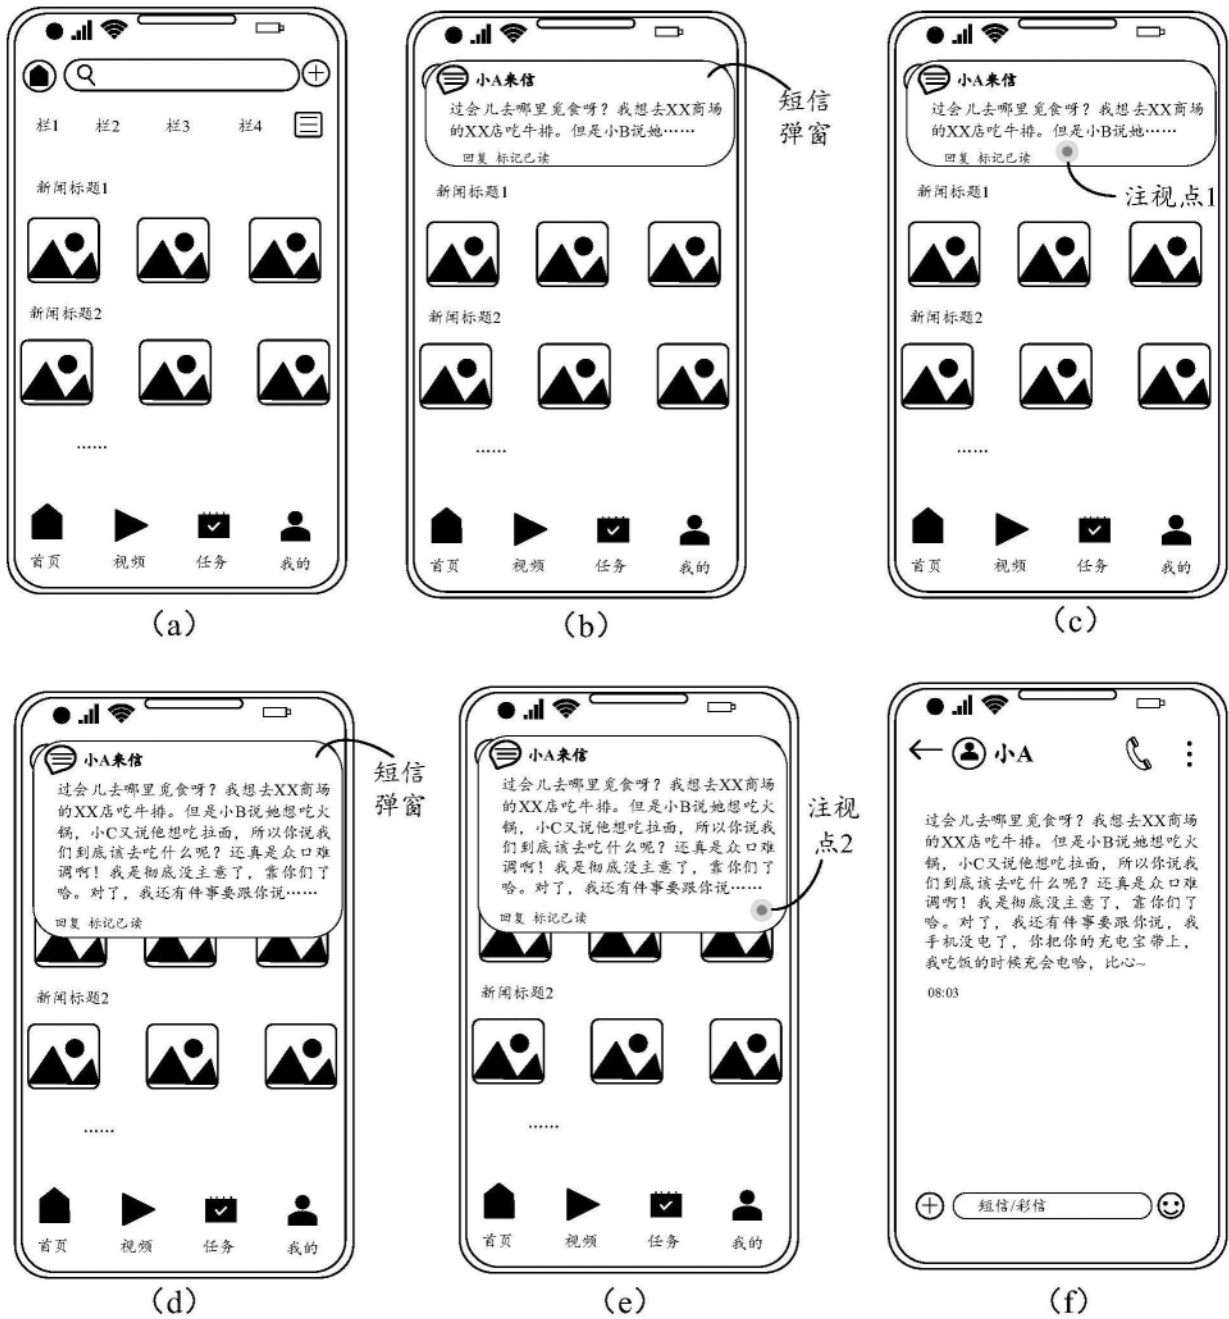 栏1 栏2 栏3 栏4
新闻标题1
新闻标题2
……
首页 视频 任务 我的
(a)
小A来信
过会儿去哪里觅食呀？我想去XX商场
的XX店吃牛排。但是小B说她……
回复 标记已读
短信
弹窗
新闻标题1
新闻标题2
……
首页 视频 任务 我的
(b)
小A来信
过会儿去哪里觅食呀？我想去XX商场
的XX店吃牛排。但是小B说她……
回复 标记已读
注视点1
新闻标题1
新闻标题2
……
首页 视频 任务 我的
(c)
小A来信
过会儿去哪里觅食呀？我想去XX商场
的XX店吃牛排。但是小B说她想吃火
锅，小C又说他想吃拉面，所以你说我
们到底该去吃什么呢？还真是众口难
调啊！我是彻底没主意了，靠你们了
哈。对了，我还有件事要跟你说……
回复 标记已读
短信
弹窗
新闻标题2
……
首页 视频 任务 我的
(d)
小A来信
过会儿去哪里觅食呀？我想去XX商场
的XX店吃牛排。但是小B说她想吃火
锅，小C又说他想吃拉面，所以你说我
们到底该去吃什么呢？还真是众口难
调啊！我是彻底没主意了，靠你们了
哈。对了，我还有件事要跟你说……
回复 标记已读
注视
点2
新闻标题2
……
首页 视频 任务 我的
(e)
小A
过会儿去哪里觅食呀？我想去XX商场
的XX店吃牛排。但是小B说她想吃火
锅，小C又说他想吃拉面，所以你说我
们到底该去吃什么呢？还真是众口难
调啊！我是彻底没主意了，靠你们了
哈。对了，我还有件事要跟你说，我
手机没电了，你把你的充电宝带上，
我吃饭的时候充会电哈，比心~
08:03
短信/彩信
(f)